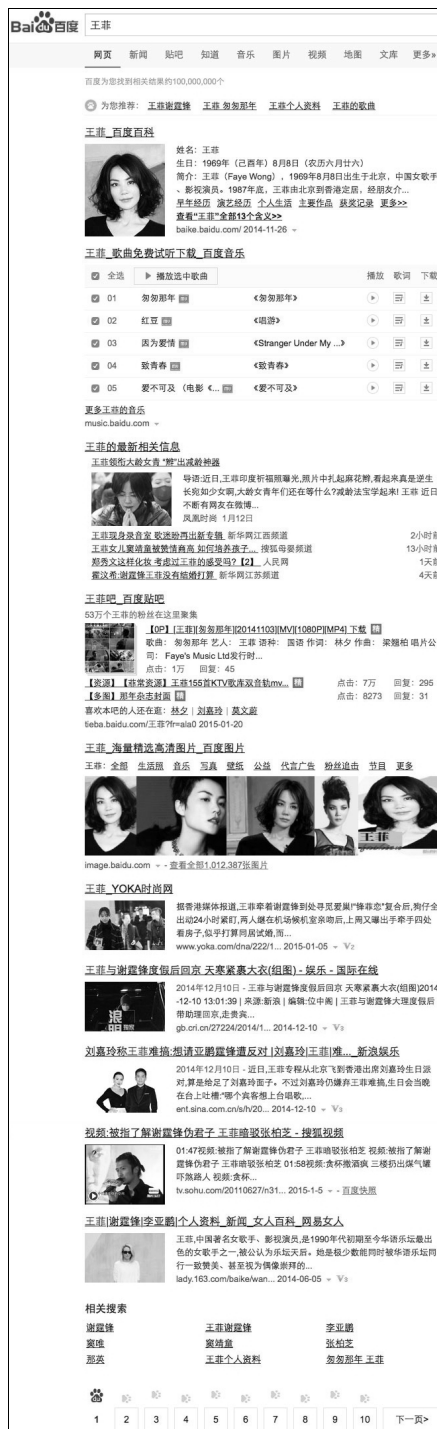 Bai du 百度 王菲
网页 新闻 贴吧 知道 音乐 图片 视频 地图 文库 更多»
百度为您找到相关结果约100,000,000个
为您推荐： 王菲谢霆锋 王菲 匆匆那年 王菲个人资料 王菲的歌曲
王菲_百度百科
姓名：王菲
生日：1969年（己酉年）8月8日（农历六月廿六）
简介：王菲（Faye Wong），1969年8月8日出生于北京，中国女歌手
、影视演员。1987年底，王菲由北京到香港定居，经朋友介...
早年经历 演艺经历 个人生活 主要作品 获奖记录 更多>>
查看“王菲”全部13个含义>>
baike.baidu.com/ 2014-11-26
王菲_歌曲免费试听下载_百度音乐
全选 播放选中歌曲 播放 歌词 下载
01 匆匆那年 《匆匆那年》
02 红豆 《唱游》
03 因为爱情 《Stranger Under My ...》
04 致青春 《致青春》
05 爱不可及 （电影《... 《爱不可及》
更多王菲的音乐
music.baidu.com
王菲的最新相关信息
王菲领衔大龄女青 “辫”出减龄神器
导语:近日,王菲印度祈福照曝光,照片中扎起麻花辫,看起来真是逆生
长宛如少女啊,大龄女青年们还在等什么?减龄法宝学起来! 王菲 近日
不断有网友在微博...
凤凰时尚 1月12日
王菲现身录音室 歌迷盼再出新专辑 新华网江西频道 2小时前
王菲女儿窦靖童被赞情商高 如何培养孩子... 搜狐母婴频道 13小时前
郑秀文这样化妆 考虑过王菲的感受吗?【2】 人民网 1天前
霍汶希:谢霆锋王菲没有结婚打算 新华网江苏频道 4天前
王菲吧_百度贴吧
53万个王菲的粉丝在这里聚集
【0P】[王菲][匆匆那年][20141103][MV][1080P][MP4] 下载 精
歌曲： 匆匆那年 艺人： 王菲 语种： 国语 作词： 林夕 作曲： 梁翘柏 唱片公
司： Faye's Music Ltd发行时...
点击：1万 回复：45
【资源】【菲常资源】王菲155首KTV歌库双音轨mv... 精 点击：7万 回复：295
【多图】那年杂志封面 精 点击：8273 回复：31
喜欢本吧的人还在逛：林夕 | 刘嘉玲 | 莫文蔚
tieba.baidu.com/王菲?fr=ala0 2015-01-20
王菲_海量精选高清图片_百度图片
王菲：全部 生活照 音乐 写真 壁纸 公益 代言广告 粉丝追击 节目 更多
王菲
image.baidu.com - 查看全部1,012,387张图片
王菲_YOKA时尚网
据香港媒体报道,王菲牵着谢霆锋到处寻觅爱巢!“锋菲恋”复合后,狗仔全
出动24小时紧盯,两人继在机场候机室亲吻后,上周又曝出手牵手四处
看房子,似乎打算同居试婚,而...
www.yoka.com/dna/222/1... 2015-01-05 V2
王菲与谢霆锋度假后回京 天寒紧裹大衣(组图) - 娱乐 - 国际在线
2014年12月10日 - 王菲与谢霆锋度假后回京 天寒紧裹大衣(组图)2014
-12-10 13:01:39 | 来源:新浪 | 编辑:位中阁 | 王菲与谢霆锋大理度假后
带助理回京,走贵宾...
gb.cri.cn/27224/2014/1... 2014-12-10 V3
刘嘉玲称王菲难搞:想请亚鹏霆锋遭反对 |刘嘉玲|王菲|难..._新浪娱乐
2014年12月10日 - 近日,王菲专程从北京飞到香港出席刘嘉玲生日派
对,算是给足了刘嘉玲面子。不过刘嘉玲仍嫌弃王菲难搞,生日会当晚
在台上吐槽:“哪个宾客想上台唱歌,...
ent.sina.com.cn/s/h/20... 2014-12-10 V3
视频:被指了解谢霆锋伪君子 王菲暗驳张柏芝 - 搜狐视频
01:47视频:被指了解谢霆锋伪君子 王菲暗驳张柏芝 视频:被指了解谢
霆锋伪君子 王菲暗驳张柏芝 01:58视频:贪杯撒酒疯 三楼扔出煤气罐
吓煞路人 视频:贪杯...
tv.sohu.com/20110627/n31... 2015-1-5 - 百度快照
王菲|谢霆锋|李亚鹏|个人资料_新闻_女人百科_网易女人
王菲,中国著名女歌手、影视演员,是1990年代初期至今华语乐坛最出
色的女歌手之一,被公认为乐坛天后。她是极少数能同时被华语乐坛同
行一致赞美、甚至视为偶像崇拜的...
lady.163.com/baike/wan... 2014-06-05 V3
相关搜索
谢霆锋 王菲谢霆锋 李亚鹏
窦唯 窦靖童 张柏芝
那英 王菲个人资料 匆匆那年 王菲
1 2 3 4 5 6 7 8 9 10 下一页>